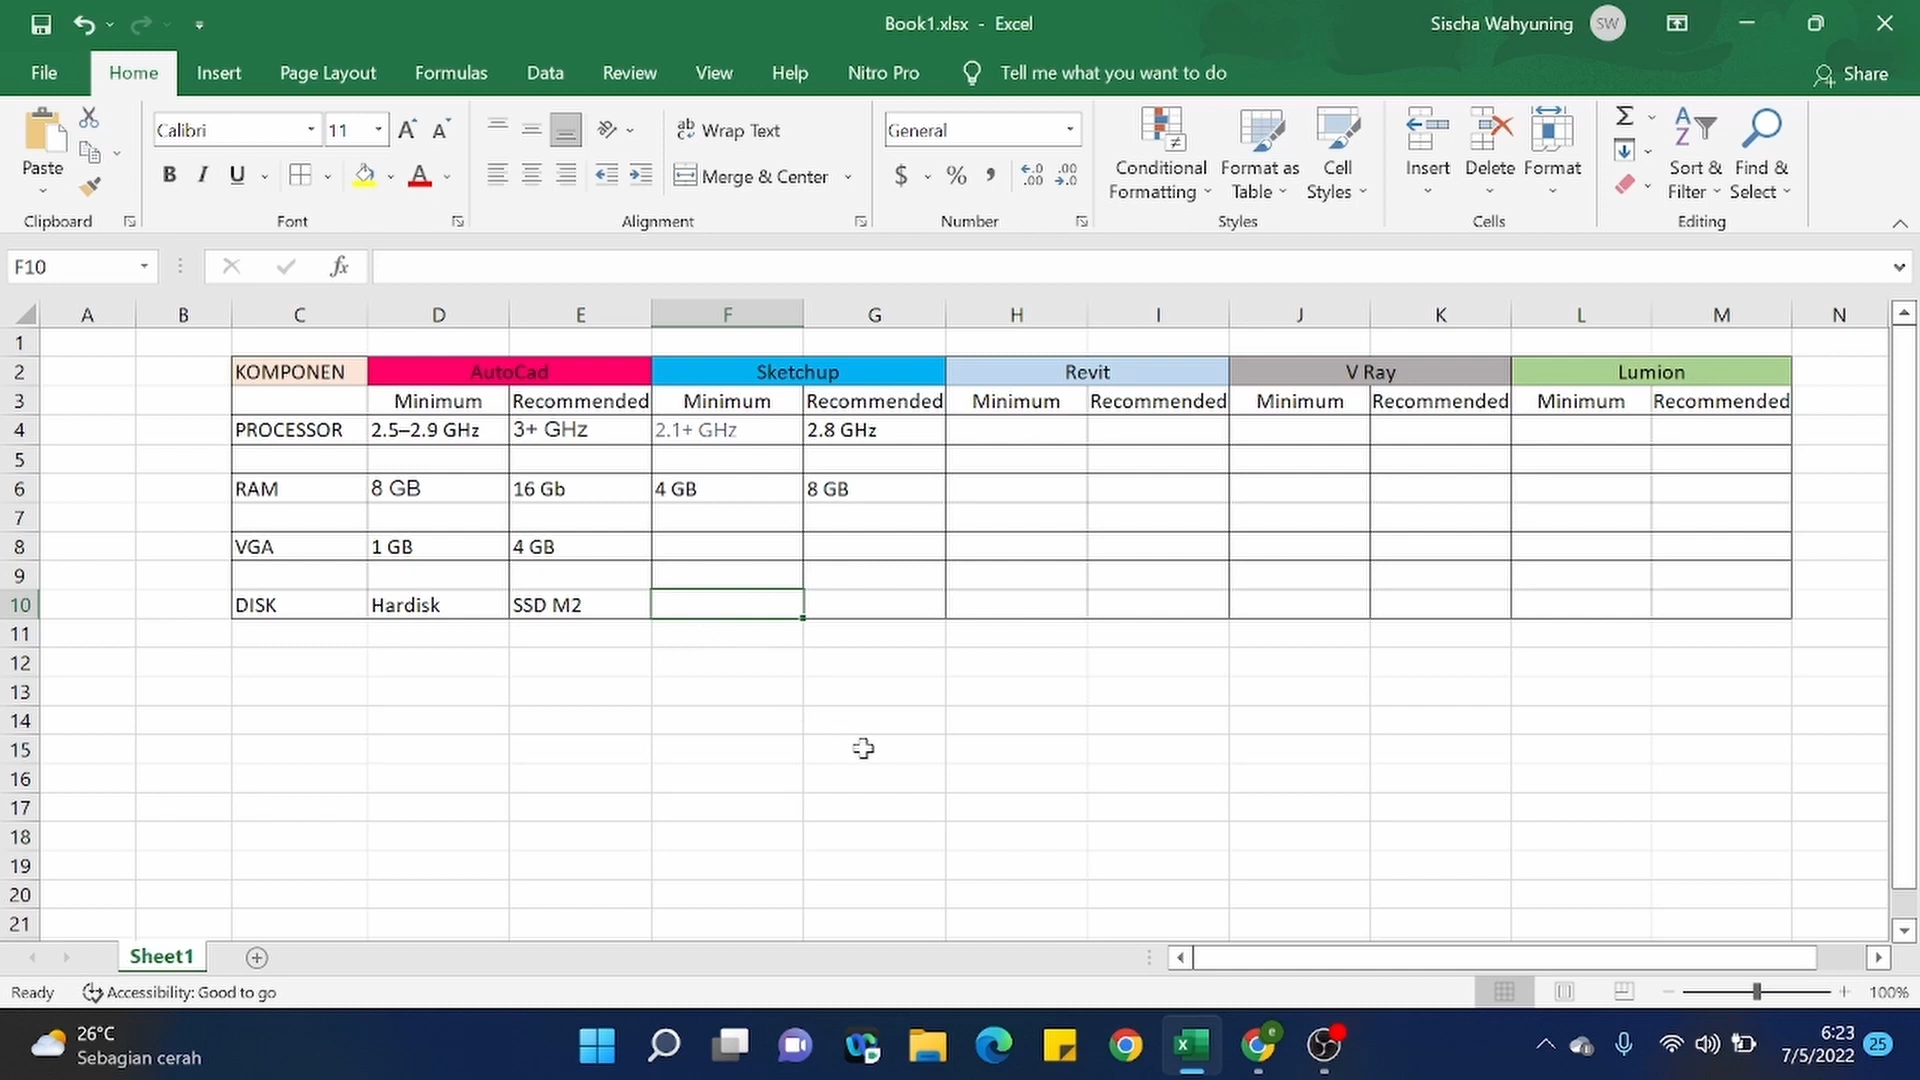 Book1.xlsx - Excel
Sischa Wahyuning SW
File Home Insert Page Layout Formulas Data Review View Help Nitro Pro Tell me what you want to do Share
Paste
Clipboard
Calibri 11
B I U
Font
Wrap Text
Merge & Center
Alignment
General
$ % ,
Number
Conditional Formatting
Format as Table
Cell Styles
Styles
Insert Delete Format
Cells
Sort & Filter
Find & Select
Editing
F10 fx
A B C D E F G H I J K L M N
1
2 KOMPONEN AutoCad Sketchup Revit V Ray Lumion
3 Minimum Recommended Minimum Recommended Minimum Recommended Minimum Recommended Minimum Recommended
4 PROCESSOR 2.5–2.9 GHz 3+ GHz 2.1+ GHz 2.8 GHz
5
6 RAM 8 GB 16 Gb 4 GB 8 GB
7
8 VGA 1 GB 4 GB
9
10 DISK Hardisk SSD M2
11
12
13
14
15
16
17
18
19
20
21
Sheet1
Ready Accessibility: Good to go 100%
26°C
Sebagian cerah
6:23
7/5/2022 25